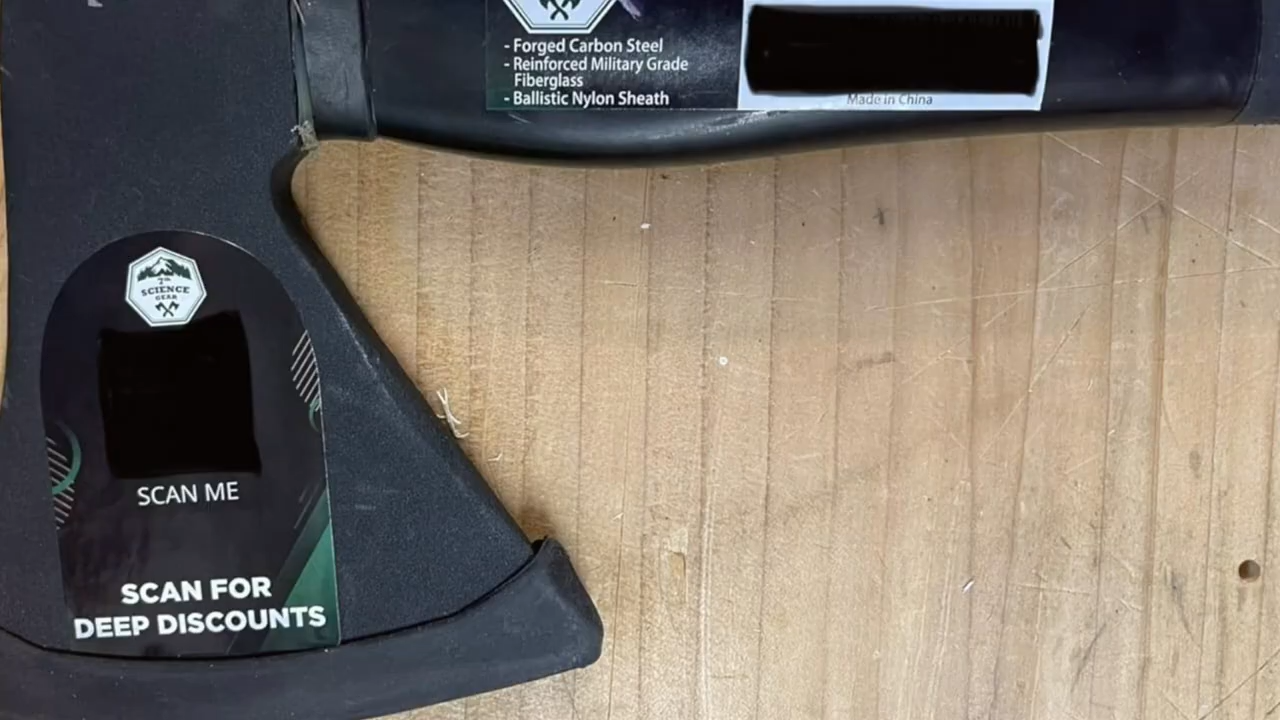 - Forged Carbon Steel
- Reinforced Military Grade
Fiberglass
- Ballistic Nylon Sheath
Made in China
7th
SCIENCE
GEAR
SCAN ME
SCAN FOR
DEEP DISCOUNTS